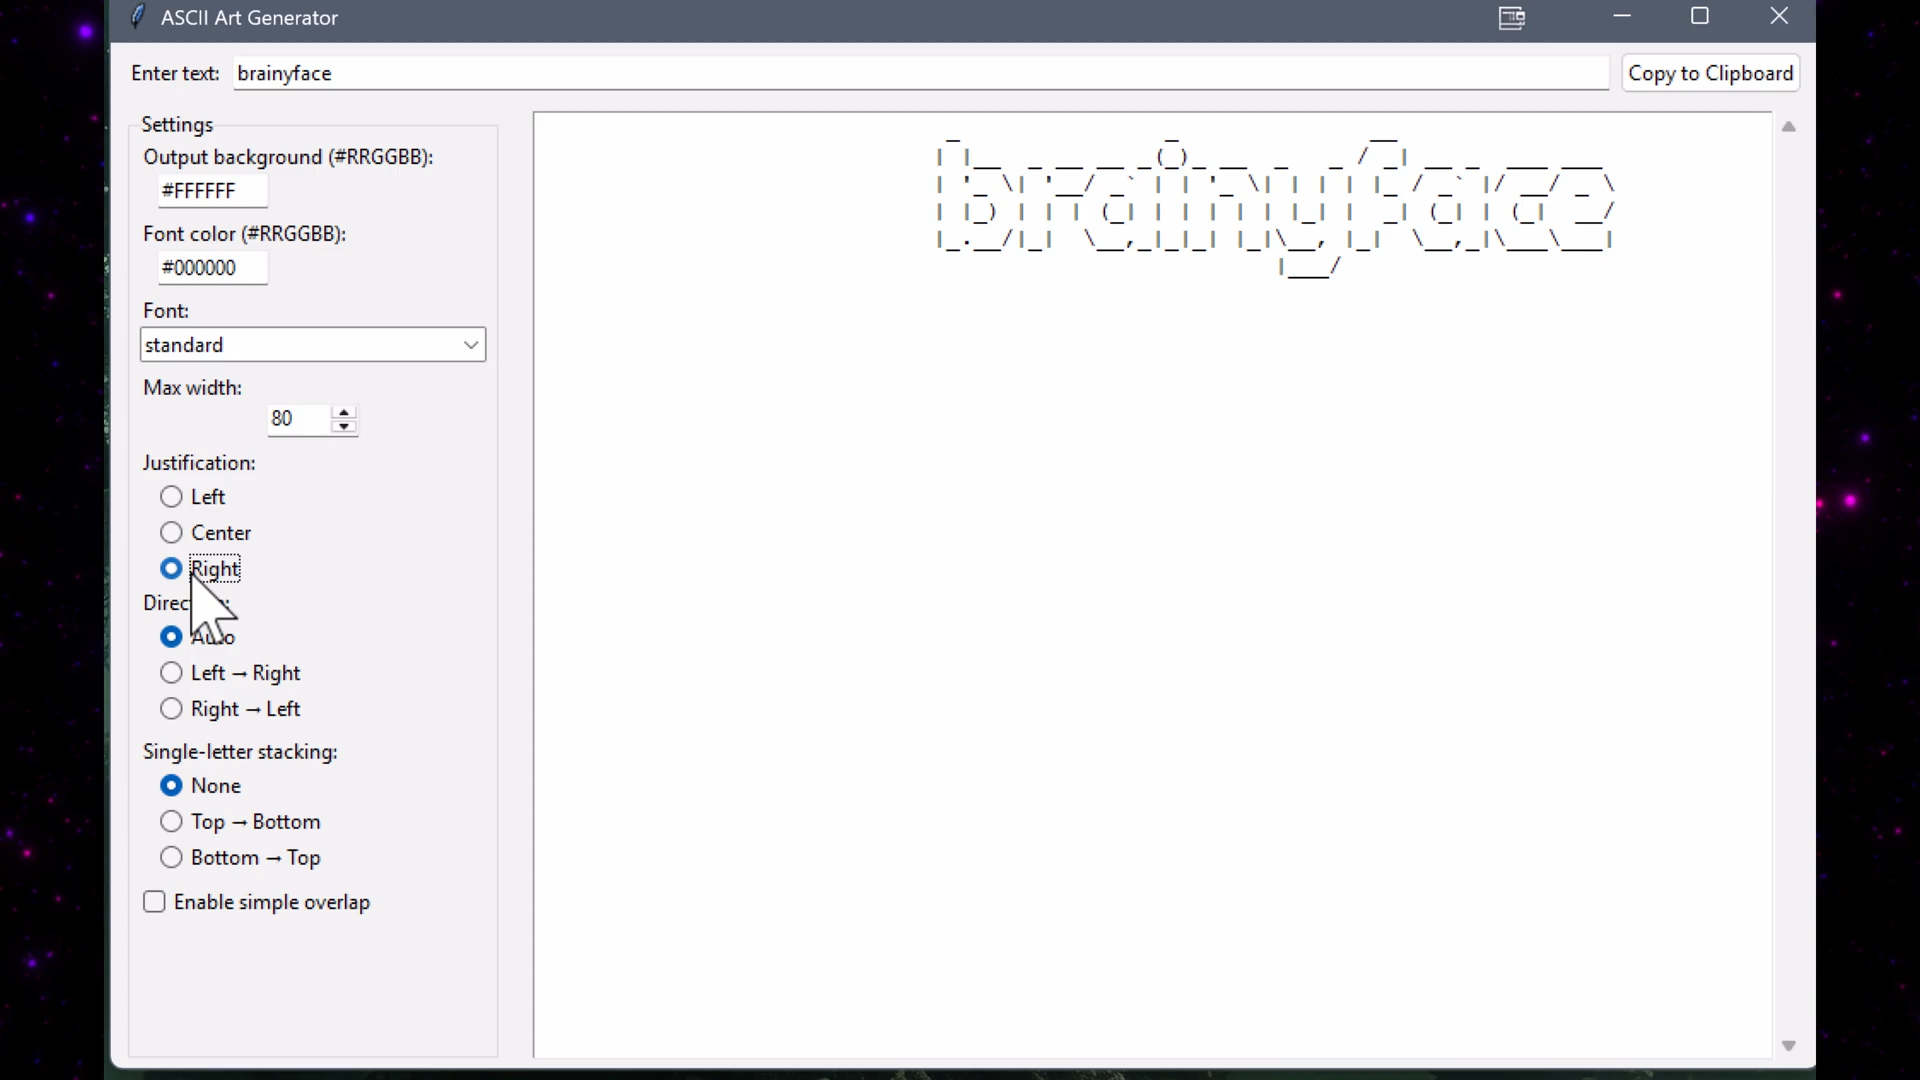 ASCII Art Generator
Enter text: brainyface Copy to Clipboard
Settings
Output background (#RRGGBB):
#FFFFFF
Font color (#RRGGBB):
#000000
Font:
standard
Max width:
80
Justification:
Left
Center
Right
Auto
Left → Right
Right → Left
Single-letter stacking:
None
Top → Bottom
Bottom → Top
Enable simple overlap
brainyface